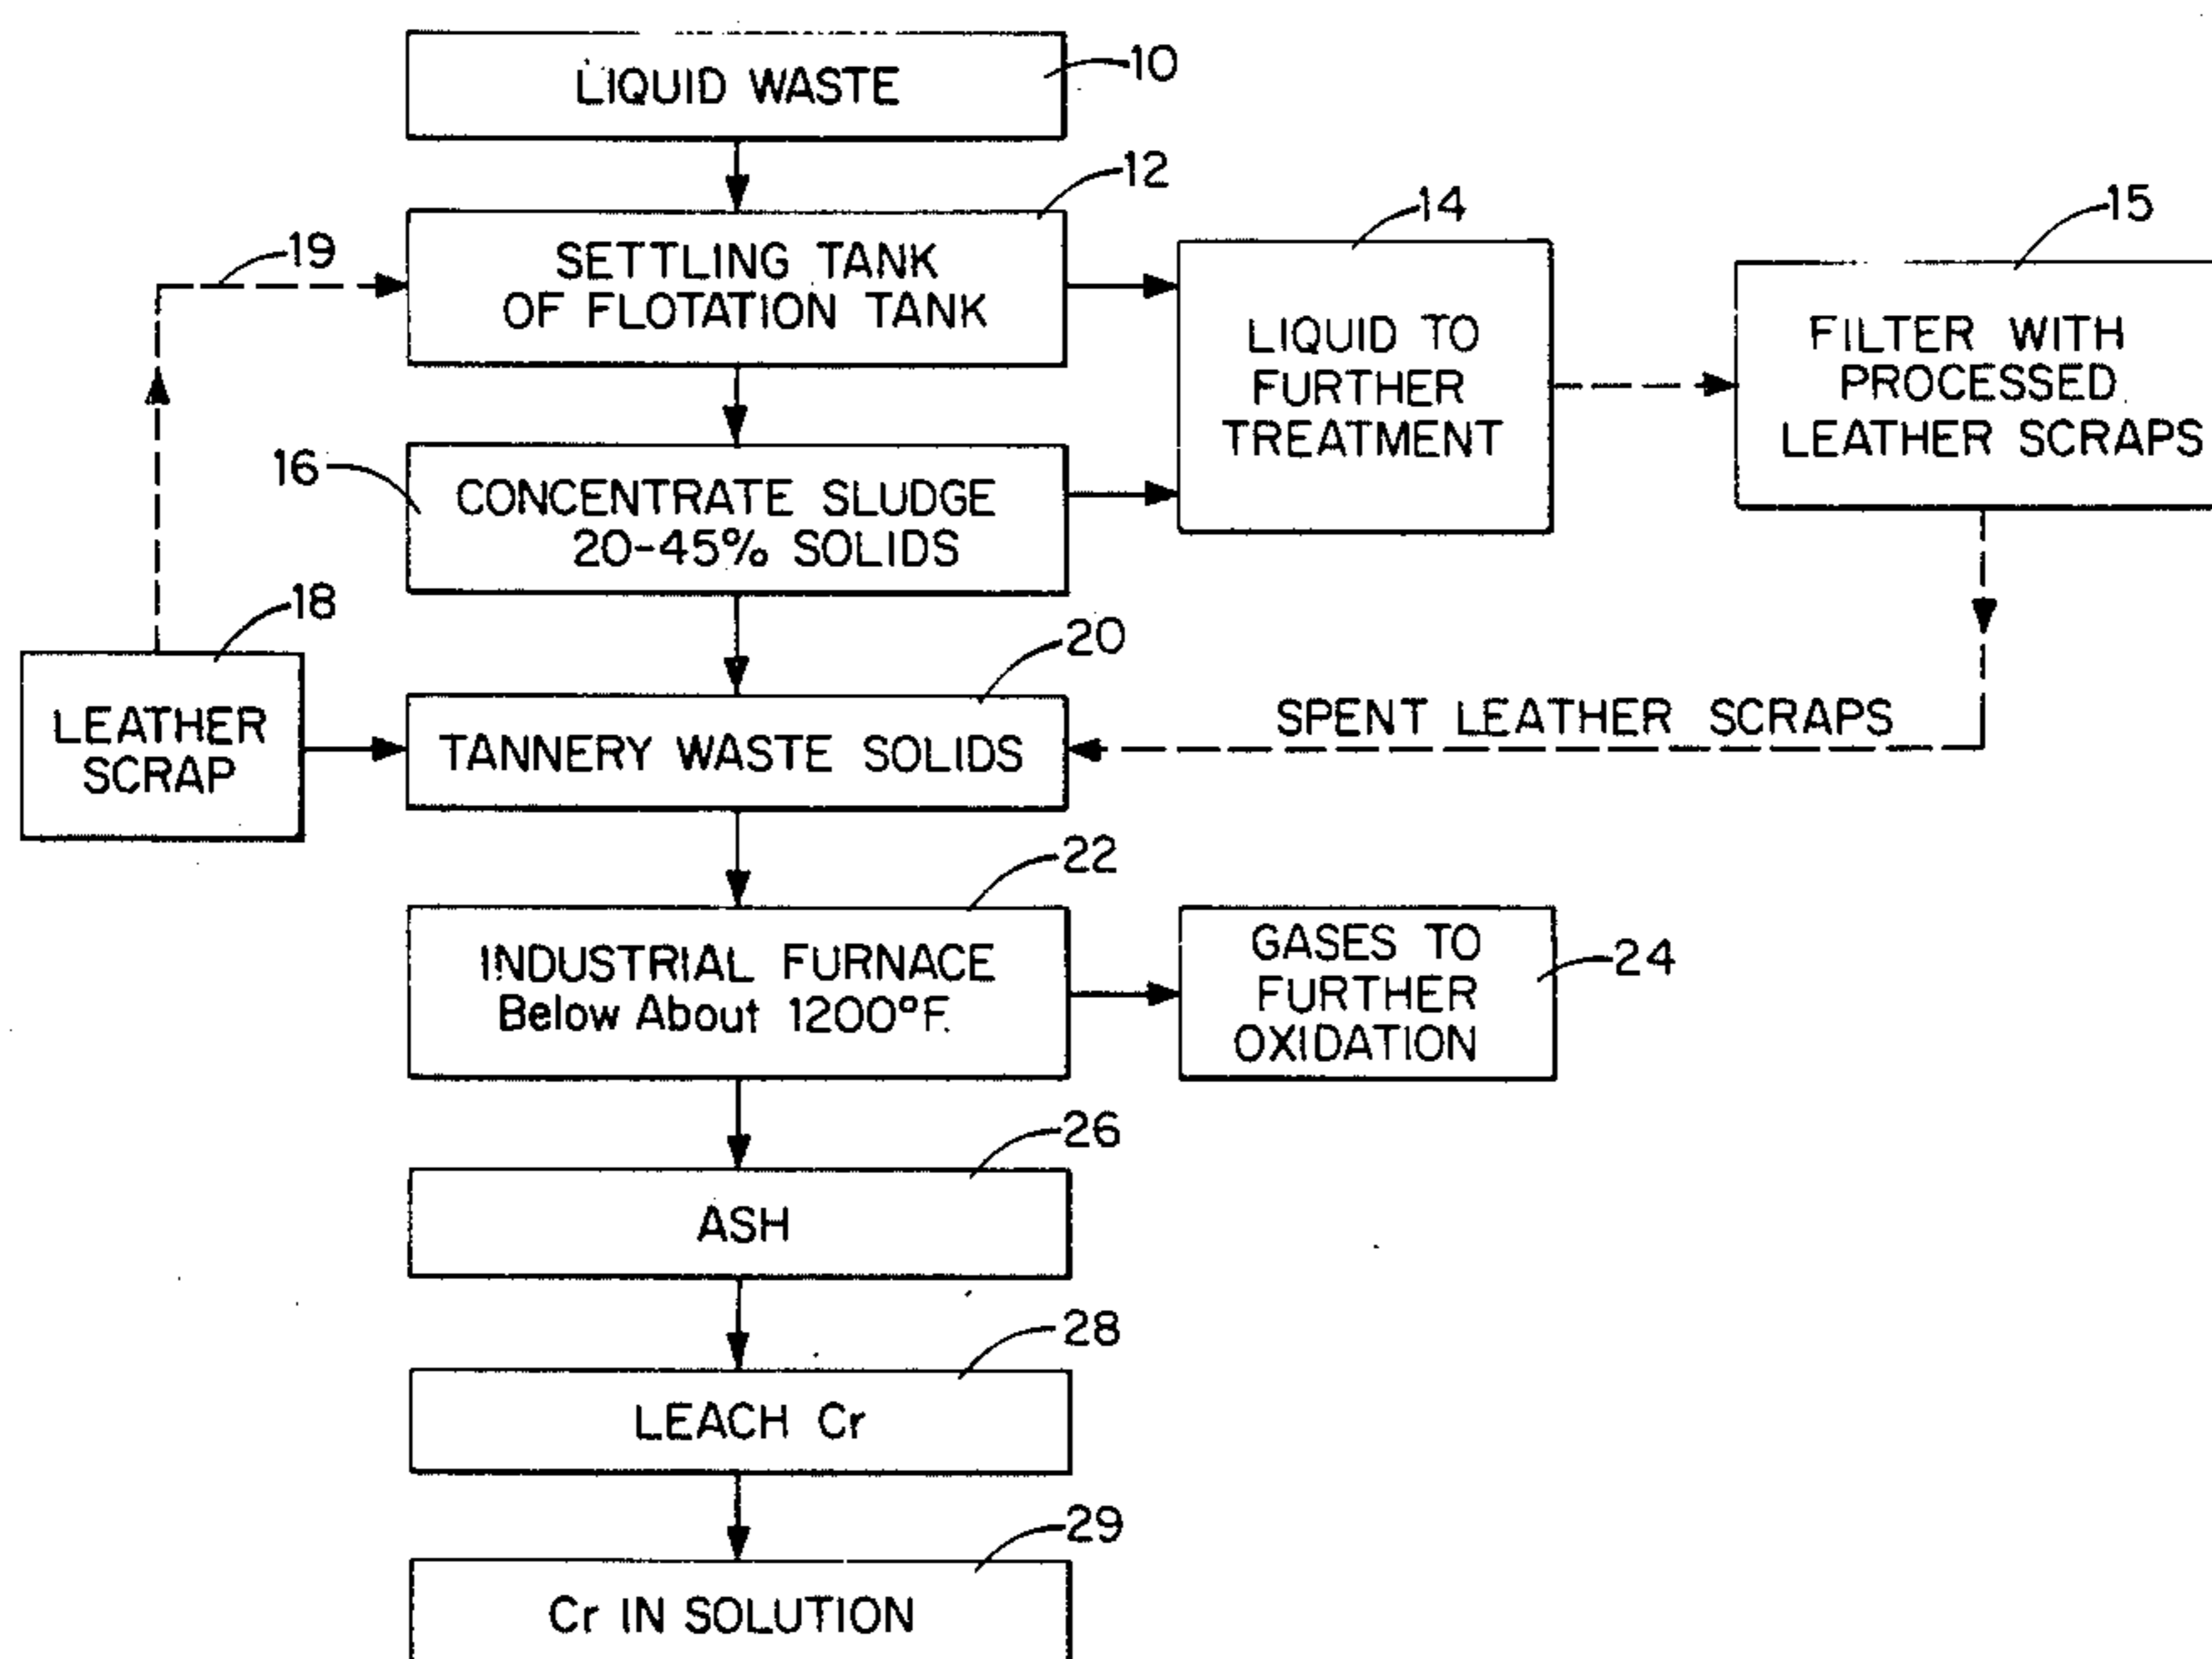 LIQUID WASTE
10
12
SETTLING TANK
OF FLOTATION TANK
14
LIQUID TO
FURTHER
TREATMENT
15
FILTER WITH
PROCESSED
LEATHER SCRAPS
19
16
CONCENTRATE SLUDGE
20-45% SOLIDS
18
LEATHER
SCRAP
20
TANNERY WASTE SOLIDS
SPENT LEATHER SCRAPS
22
INDUSTRIAL FURNACE
Below About 1200°F.
GASES TO
FURTHER
OXIDATION
24
26
ASH
28
LEACH Cr
29
Cr IN SOLUTION